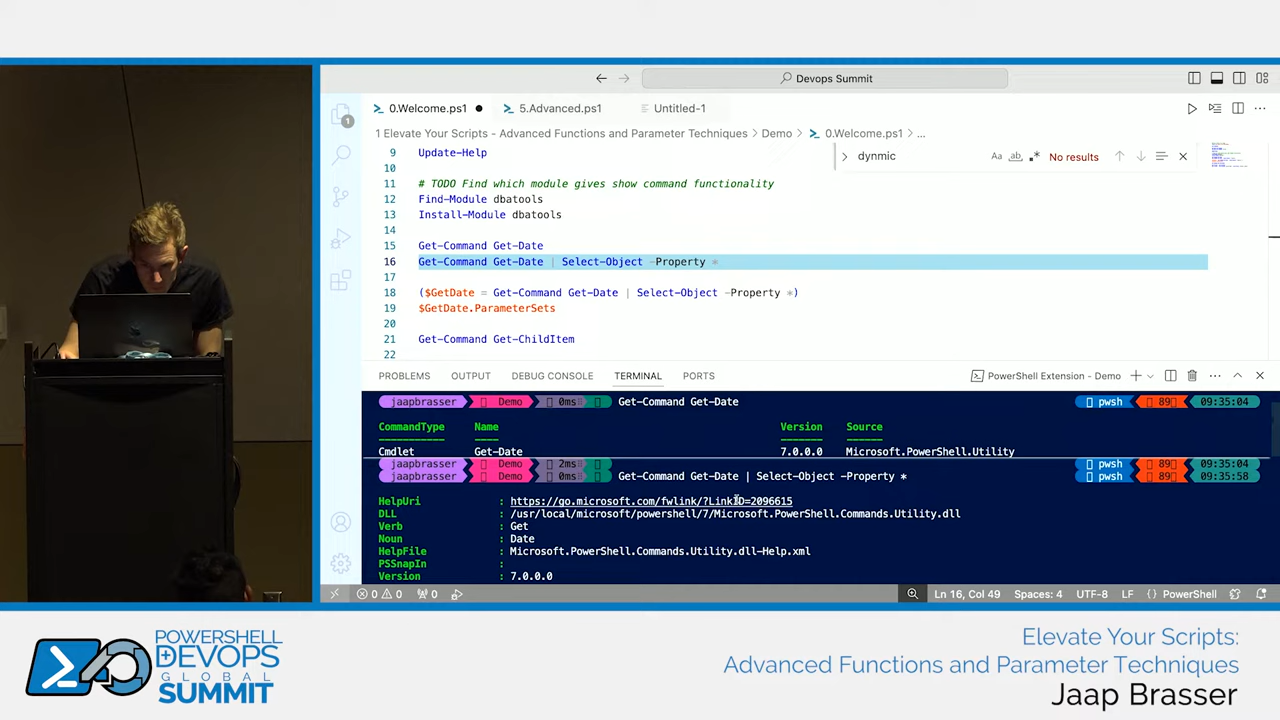 Devops Summit
0.Welcome.ps1
5.Advanced.ps1
Untitled-1
1 Elevate Your Scripts - Advanced Functions and Parameter Techniques > Demo > 0.Welcome.ps1 > ...
dynmic
Aa
ab
No results
9 Update-Help
10
11 # TODO Find which module gives show command functionality
12 Find-Module dbatools
13 Install-Module dbatools
14
15 Get-Command Get-Date
16 Get-Command Get-Date | Select-Object -Property *
17
18 ($GetDate = Get-Command Get-Date | Select-Object -Property *)
19 $GetDate.ParameterSets
20
21 Get-Command Get-ChildItem
22
1
PROBLEMS OUTPUT DEBUG CONSOLE TERMINAL PORTS
PowerShell Extension - Demo
jaapbrasser Demo 0ms Get-Command Get-Date pwsh 89 09:35:04
CommandType Name Version Source
----------- ---- ------- ------
Cmdlet Get-Date 7.0.0.0 Microsoft.PowerShell.Utility
jaapbrasser Demo 2ms pwsh 89 09:35:04
jaapbrasser Demo 0ms Get-Command Get-Date | Select-Object -Property * pwsh 89 09:35:58
HelpUri : https://go.microsoft.com/fwlink/?LinkID=2096615
DLL : /usr/local/microsoft/powershell/7/Microsoft.PowerShell.Commands.Utility.dll
Verb : Get
Noun : Date
HelpFile : Microsoft.PowerShell.Commands.Utility.dll-Help.xml
PSSnapIn :
Version : 7.0.0.0
0 0 0
Ln 16, Col 49 Spaces: 4 UTF-8 LF {} PowerShell
POWERSHELL
DEVOPS
GLOBAL
SUMMIT
Elevate Your Scripts:
Advanced Functions and Parameter Techniques
Jaap Brasser